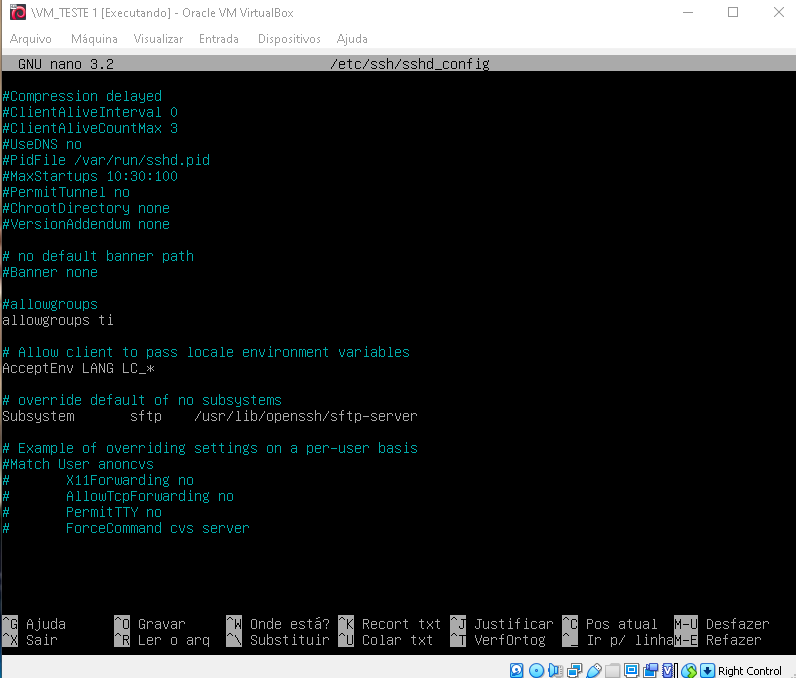 \VM_TESTE 1 [Executando] - Oracle VM VirtualBox
Arquivo Máquina Visualizar Entrada Dispositivos Ajuda
GNU nano 3.2 /etc/ssh/sshd_config
#Compression delayed
#ClientAliveInterval 0
#ClientAliveCountMax 3
#UseDNS no
#PidFile /var/run/sshd.pid
#MaxStartups 10:30:100
#PermitTunnel no
#ChrootDirectory none
#VersionAddendum none
# no default banner path
#Banner none
#allowgroups
allowgroups ti
# Allow client to pass locale environment variables
AcceptEnv LANG LC_*
# override default of no subsystems
Subsystem sftp /usr/lib/openssh/sftp-server
# Example of overriding settings on a per-user basis
#Match User anoncvs
# X11Forwarding no
# AllowTcpForwarding no
# PermitTTY no
# ForceCommand cvs server
^G Ajuda ^O Gravar ^W Onde está? ^K Recort txt ^J Justificar ^C Pos atual M-U Desfazer
^X Sair ^R Ler o arq ^\ Substituir ^U Colar txt ^T VerfOrtog ^_ Ir p/ linha M-E Refazer
Right Control